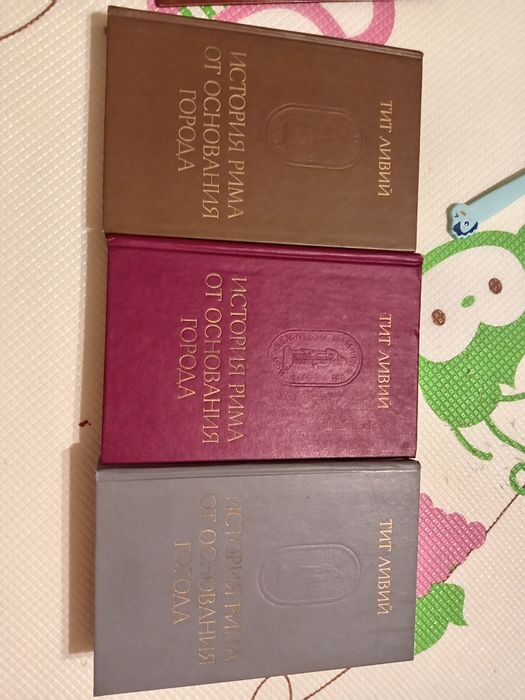 ТИТ ЛИВИЙ
ИСТОРИЯ РИМА
ОТ ОСНОВАНИЯ
ГОРОДА
ТИТ ЛИВИЙ
ИСТОРИЯ РИМА
ОТ ОСНОВАНИЯ
ГОРОДА
ТИТ ЛИВИЙ
ИСТОРИЯ РИМА
ОТ ОСНОВАНИЯ
ГОРОДА